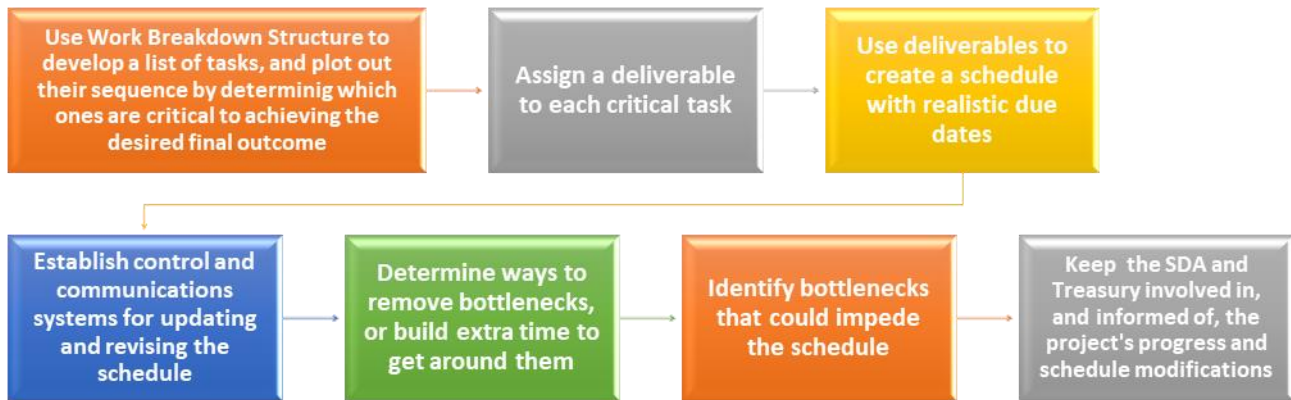 Use Work Breakdown Structure to
develop a list of tasks, and plot out
their sequence by determinig which
ones are critical to achieving the
desired final outcome
Assign a deliverable
to each critical task
Use deliverables to
create a schedule
with realistic due
dates
Establish control and
communications
systems for updating
and revising the
schedule
Determine ways to
remove bottlenecks,
or build extra time to
get around them
Identify bottlenecks
that could impede
the schedule
Keep the SDA and
Treasury involved in,
and informed of, the
project's progress and
schedule modifications